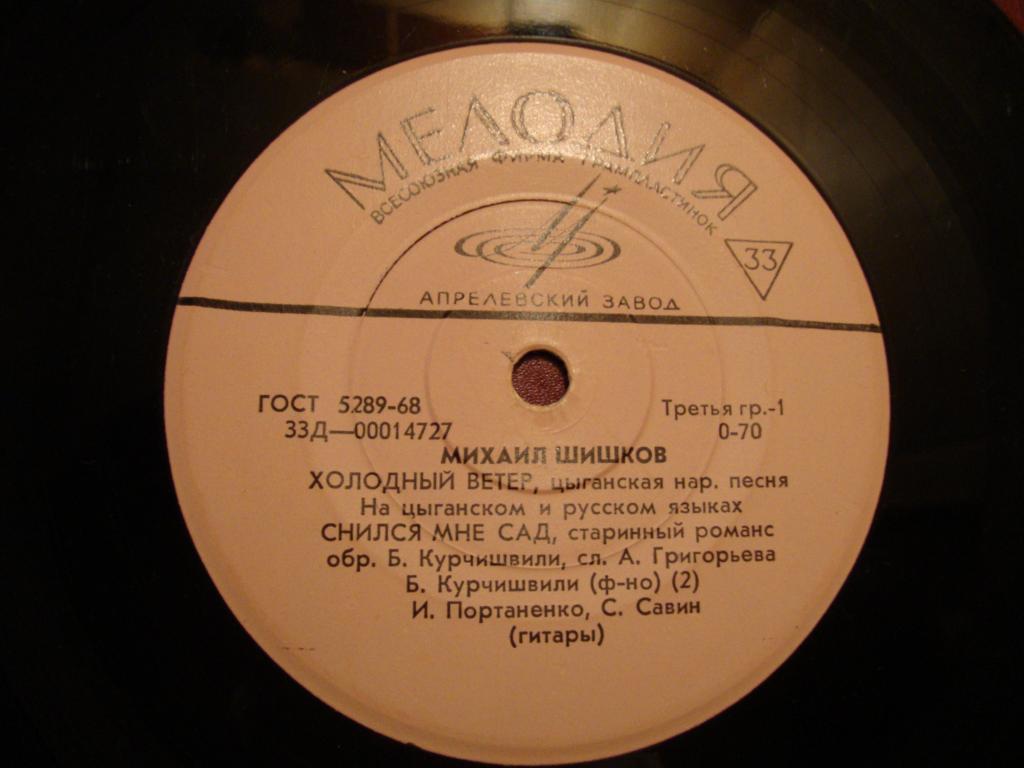 МЕЛОДИЯ
ВСЕСОЮЗНАЯ ФИРМА ГРАМПЛАСТИНОК
33
АПРЕЛЕВСКИЙ ЗАВОД
ГОСТ 5289-68
Третья гр.-1
33Д—00014727
0-70
МИХАИЛ ШИШКОВ
ХОЛОДНЫЙ ВЕТЕР, цыганская нар. песня
На цыганском и русском языках
СНИЛСЯ МНЕ САД, старинный романс
обр. Б. Курчишвили, сл. А. Григорьева
Б. Курчишвили (ф-но) (2)
И. Портаненко, С. Савин
(гитары)